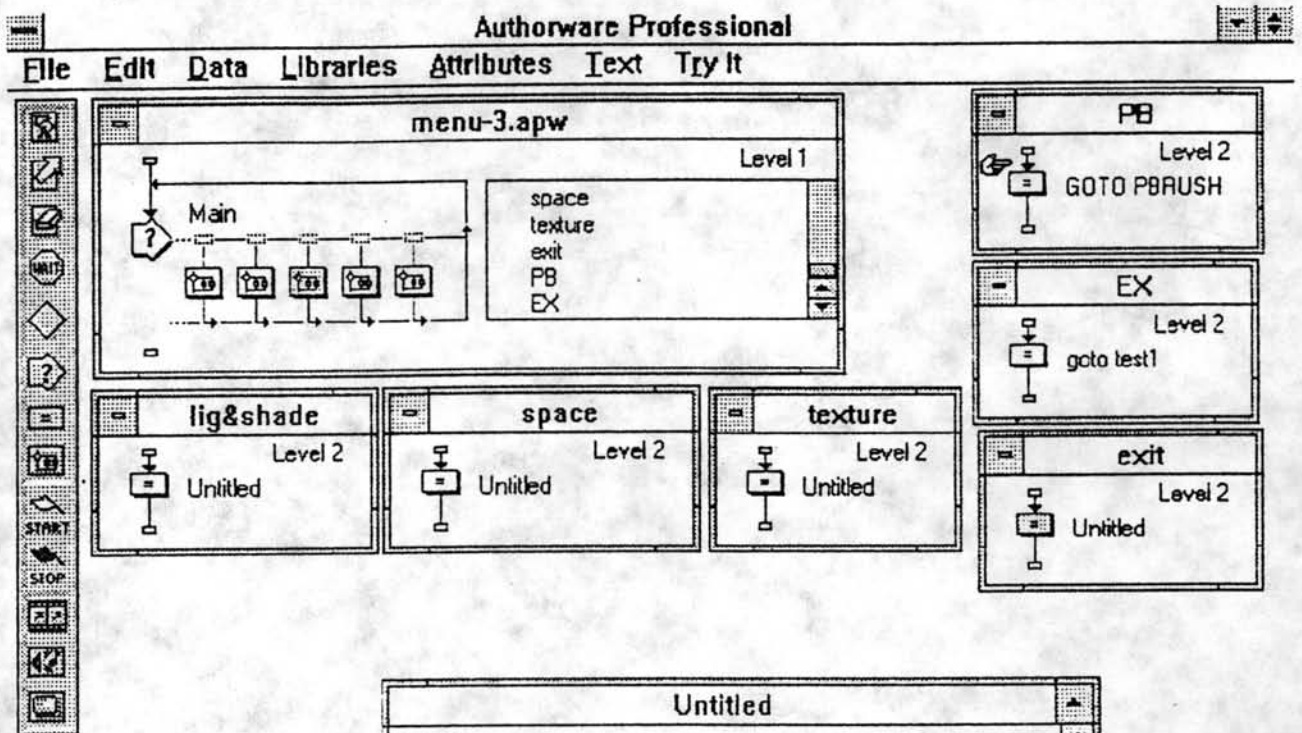 Authorware Professional
File Edit Data Libraries Attributes Text Try It
menu-3.apw
Level 1
Main
?
space
texture
exit
PB
EX
PB
Level 2
=
GOTO PBRUSH
EX
Level 2
=
goto test1
WAIT
?
=
START
STOP
lig&shade
Level 2
=
Untitled
space
Level 2
=
Untitled
texture
Level 2
=
Untitled
exit
Level 2
=
Untitled
Untitled